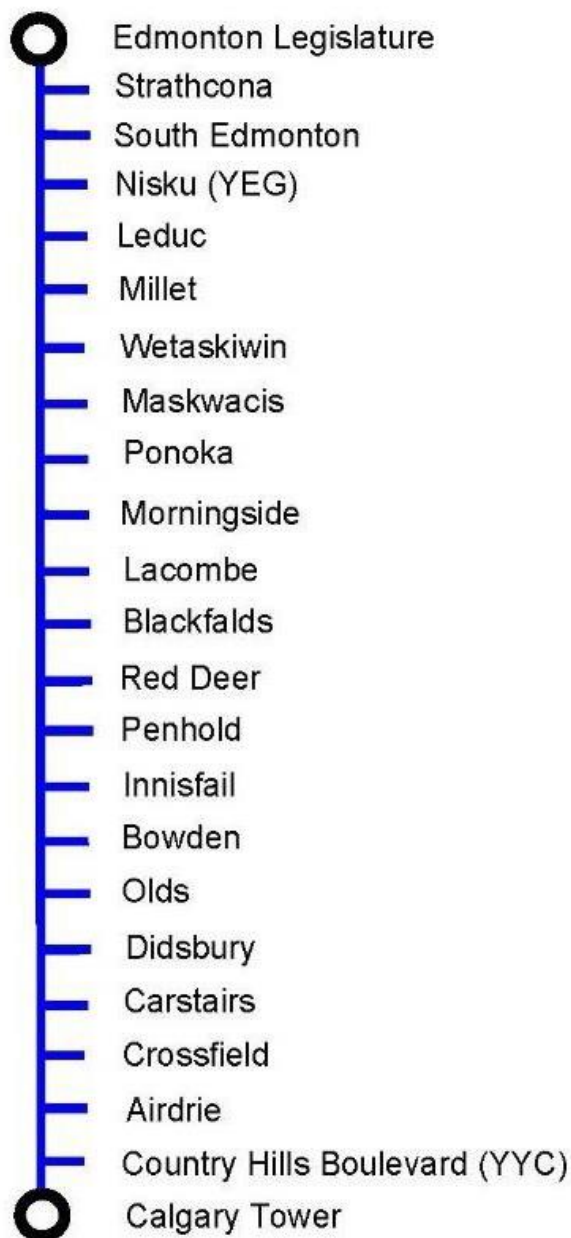 Edmonton Legislature
Strathcona
South Edmonton
Nisku (YEG)
Leduc
Millet
Wetaskiwin
Maskwacis
Ponoka
Morningside
Lacombe
Blackfalds
Red Deer
Penhold
Innisfail
Bowden
Olds
Didsbury
Carstairs
Crossfield
Airdrie
Country Hills Boulevard (YYC)
Calgary Tower